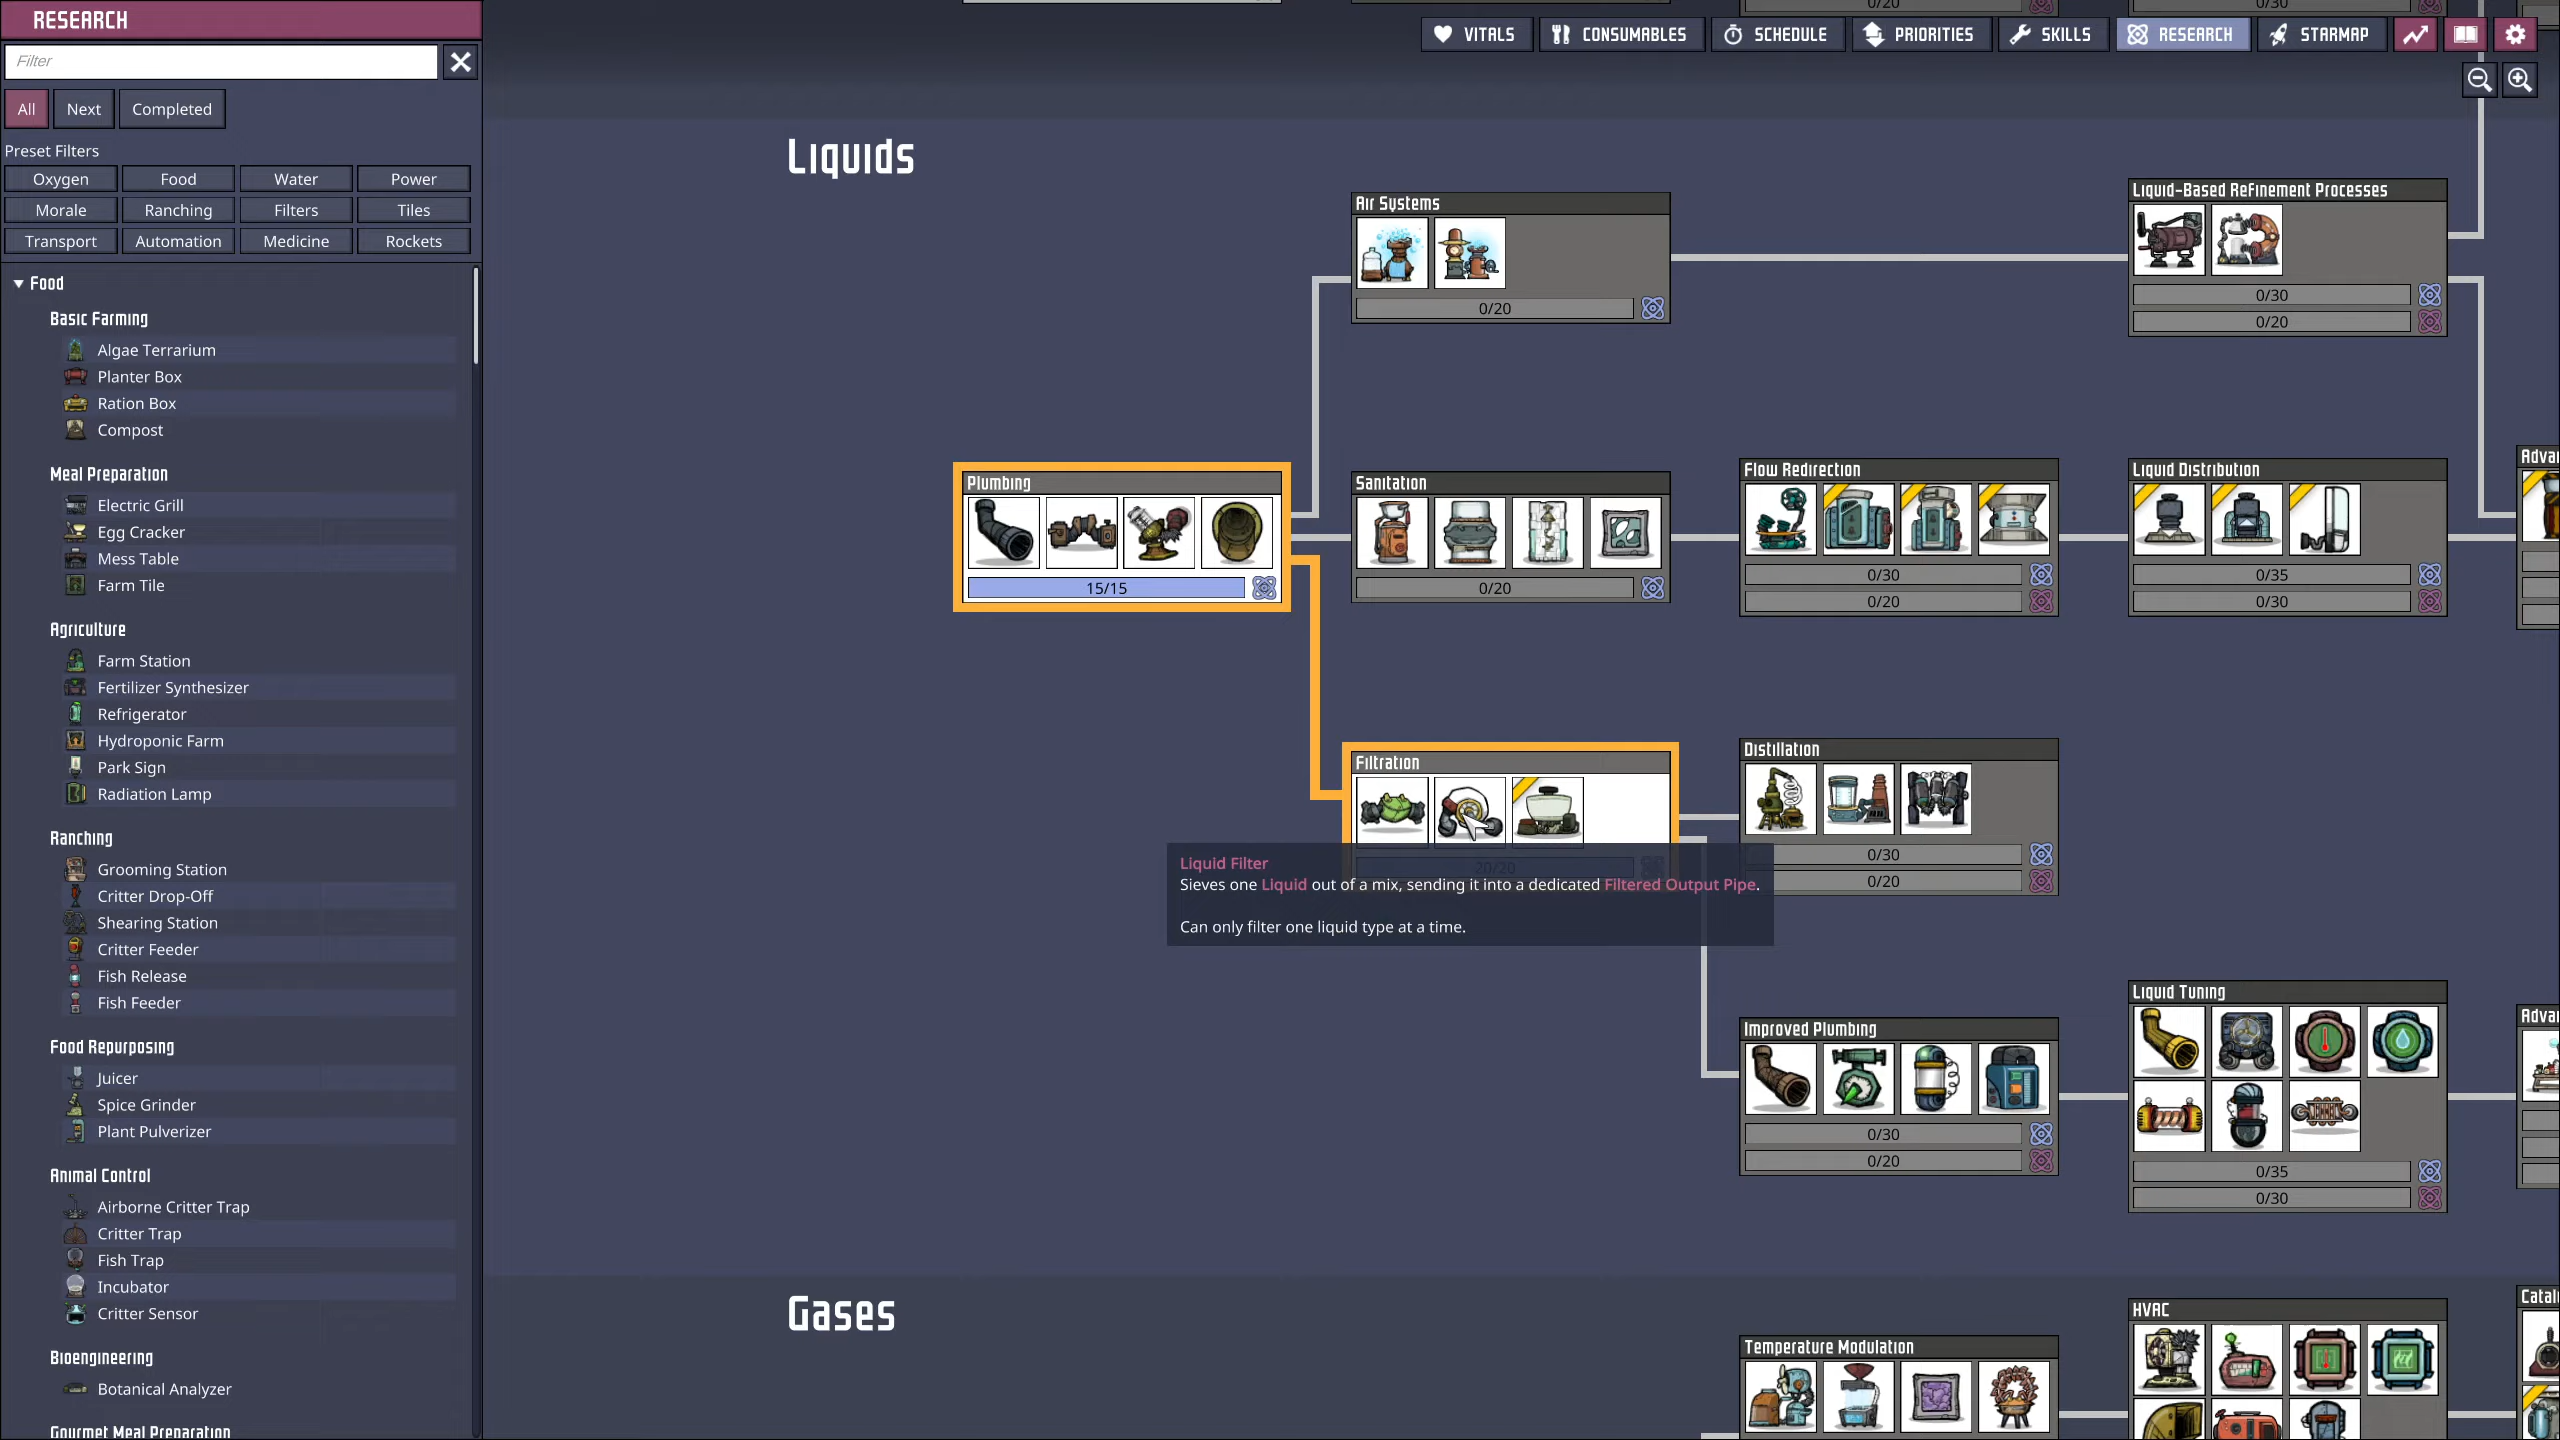 RESEARCH
Filter
All Next Completed
Preset Filters
Oxygen Food Water Power
Morale Ranching Filters Tiles
Transport Automation Medicine Rockets
Food
Basic Farming
Algae Terrarium
Planter Box
Ration Box
Compost
Meal Preparation
Electric Grill
Egg Cracker
Mess Table
Farm Tile
Agriculture
Farm Station
Fertilizer Synthesizer
Refrigerator
Hydroponic Farm
Park Sign
Radiation Lamp
Ranching
Grooming Station
Critter Drop-Off
Shearing Station
Critter Feeder
Fish Release
Fish Feeder
Food Repurposing
Juicer
Spice Grinder
Plant Pulverizer
Animal Control
Airborne Critter Trap
Critter Trap
Fish Trap
Incubator
Critter Sensor
Bioengineering
Botanical Analyzer
Gourmet Meal Preparation
0/20
0/30
VITALS CONSUMABLES SCHEDULE PRIORITIES SKILLS RESEARCH STARMAP
Liquids
Air Systems
0/20
Liquid-Based Refinement Processes
0/30
0/20
Plumbing
15/15
Sanitation
0/20
Flow Redirection
0/30
0/20
Liquid Distribution
0/35
0/30
Adva
Filtration
20/20
Liquid Filter
Sieves one Liquid out of a mix, sending it into a dedicated Filtered Output Pipe.
Can only filter one liquid type at a time.
Distillation
0/30
0/20
Improved Plumbing
0/30
0/20
Liquid Tuning
0/35
0/30
Adva
Gases
Temperature Modulation
HVAC
Catal